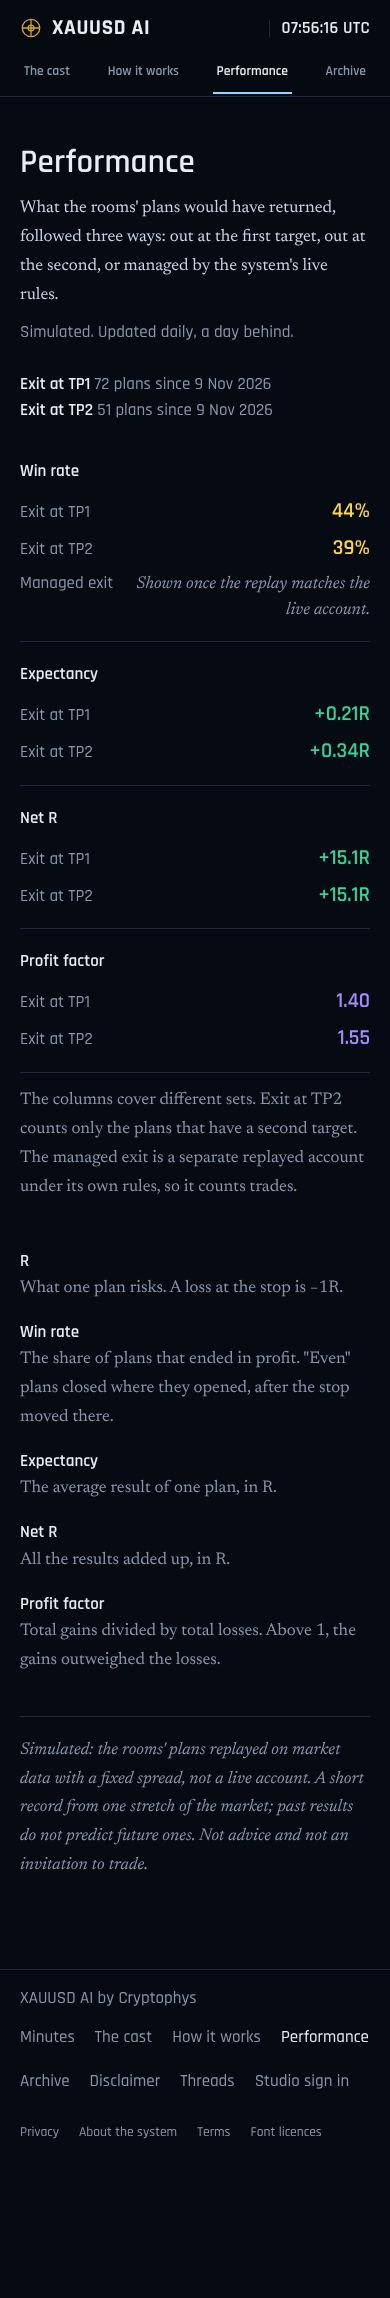 XAUUSD AI
07:56:16 UTC
The cast
How it works
Performance
Archive
Performance
What the rooms' plans would have returned,
followed three ways: out at the first target, out at
the second, or managed by the system's live
rules.
Simulated. Updated daily, a day behind.
Exit at TP1 72 plans since 9 Nov 2026
Exit at TP2 51 plans since 9 Nov 2026
Win rate
Exit at TP1 44%
Exit at TP2 39%
Managed exit Shown once the replay matches the
live account.
Expectancy
Exit at TP1 +0.21R
Exit at TP2 +0.34R
Net R
Exit at TP1 +15.1R
Exit at TP2 +15.1R
Profit factor
Exit at TP1 1.40
Exit at TP2 1.55
The columns cover different sets. Exit at TP2
counts only the plans that have a second target.
The managed exit is a separate replayed account
under its own rules, so it counts trades.
R
What one plan risks. A loss at the stop is −1R.
Win rate
The share of plans that ended in profit. "Even"
plans closed where they opened, after the stop
moved there.
Expectancy
The average result of one plan, in R.
Net R
All the results added up, in R.
Profit factor
Total gains divided by total losses. Above 1, the
gains outweighed the losses.
Simulated: the rooms' plans replayed on market
data with a fixed spread, not a live account. A short
record from one stretch of the market; past results
do not predict future ones. Not advice and not an
invitation to trade.
XAUUSD AI by Cryptophys
Minutes The cast How it works Performance
Archive Disclaimer Threads Studio sign in
Privacy About the system Terms Font licences